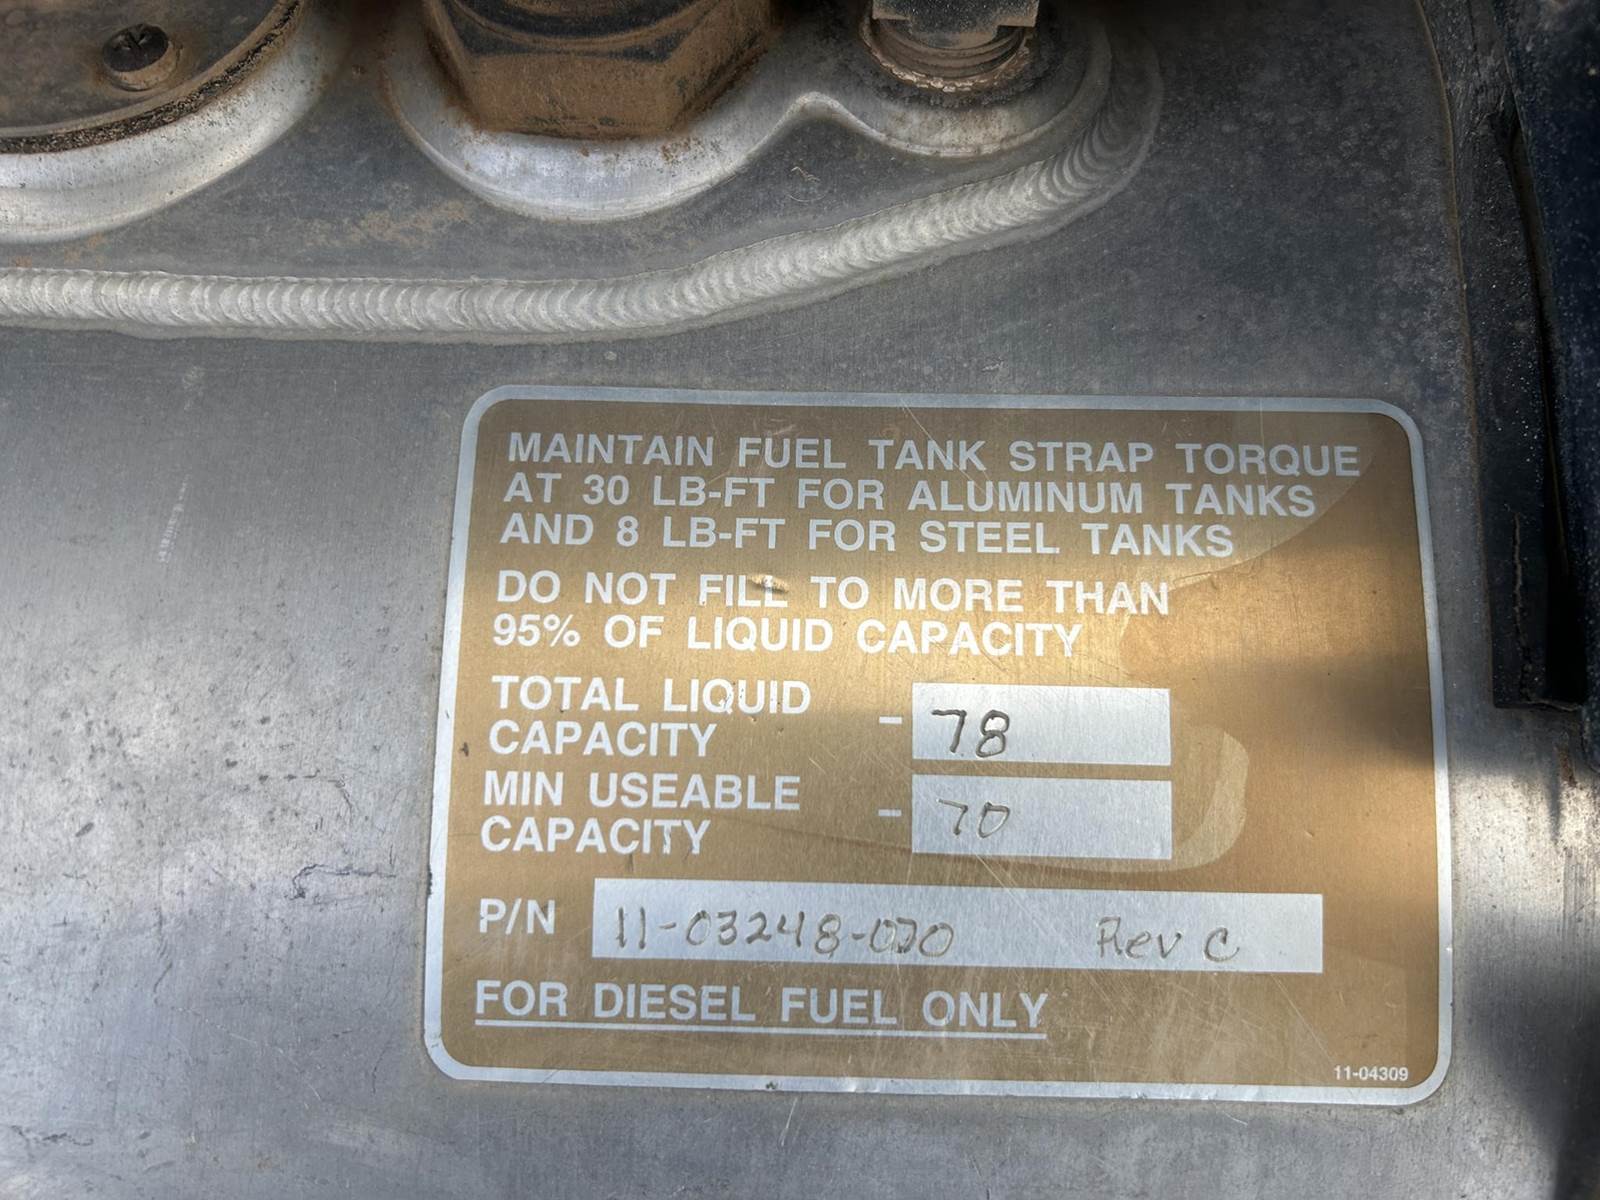 MAINTAIN FUEL TANK STRAP TORQUE
AT 30 LB-FT FOR ALUMINUM TANKS
AND 8 LB-FT FOR STEEL TANKS
DO NOT FILL TO MORE THAN
95% OF LIQUID CAPACITY
TOTAL LIQUID
CAPACITY - 78
MIN USEABLE
CAPACITY - 70
P/N 11-03248-070 Rev C
FOR DIESEL FUEL ONLY
11-04309